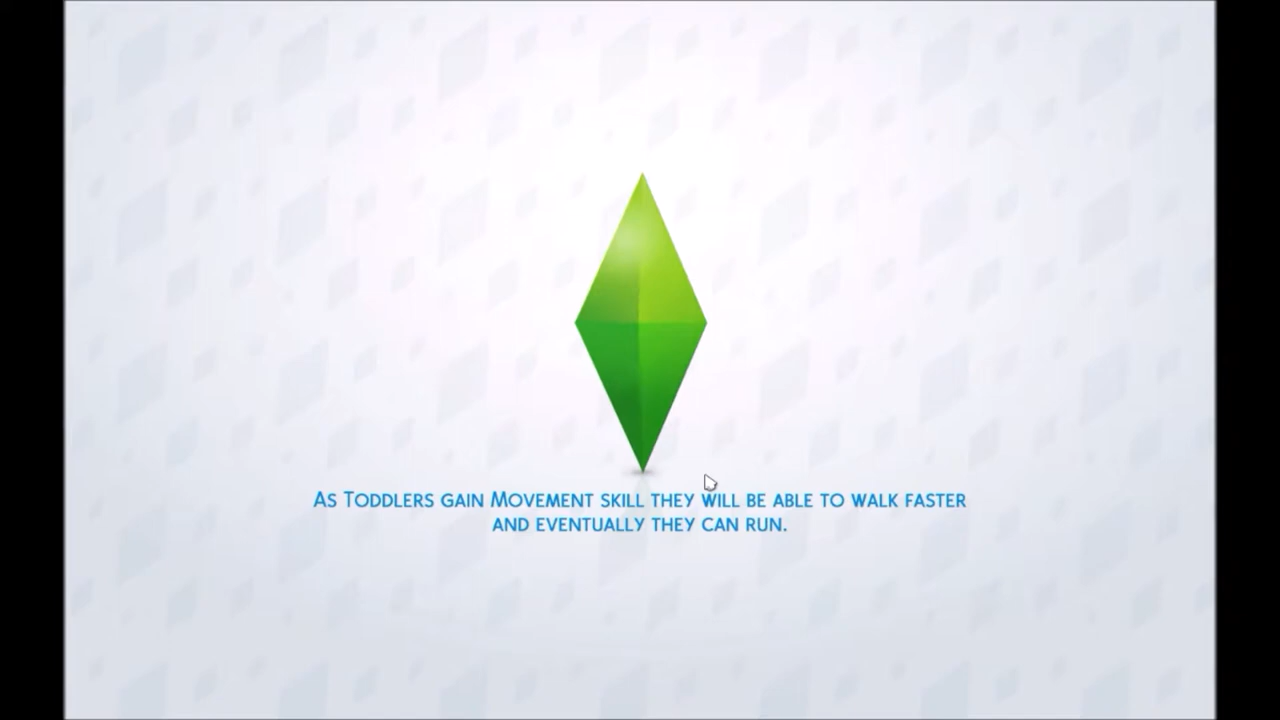 As Toddlers gain Movement skill they will be able to walk faster
and eventually they can run.